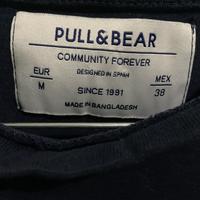 PULL&BEAR
COMMUNITY FOREVER
DESIGNED IN SPAIN
EUR MEX
M 38
SINCE 1991
MADE IN BANGLADESH